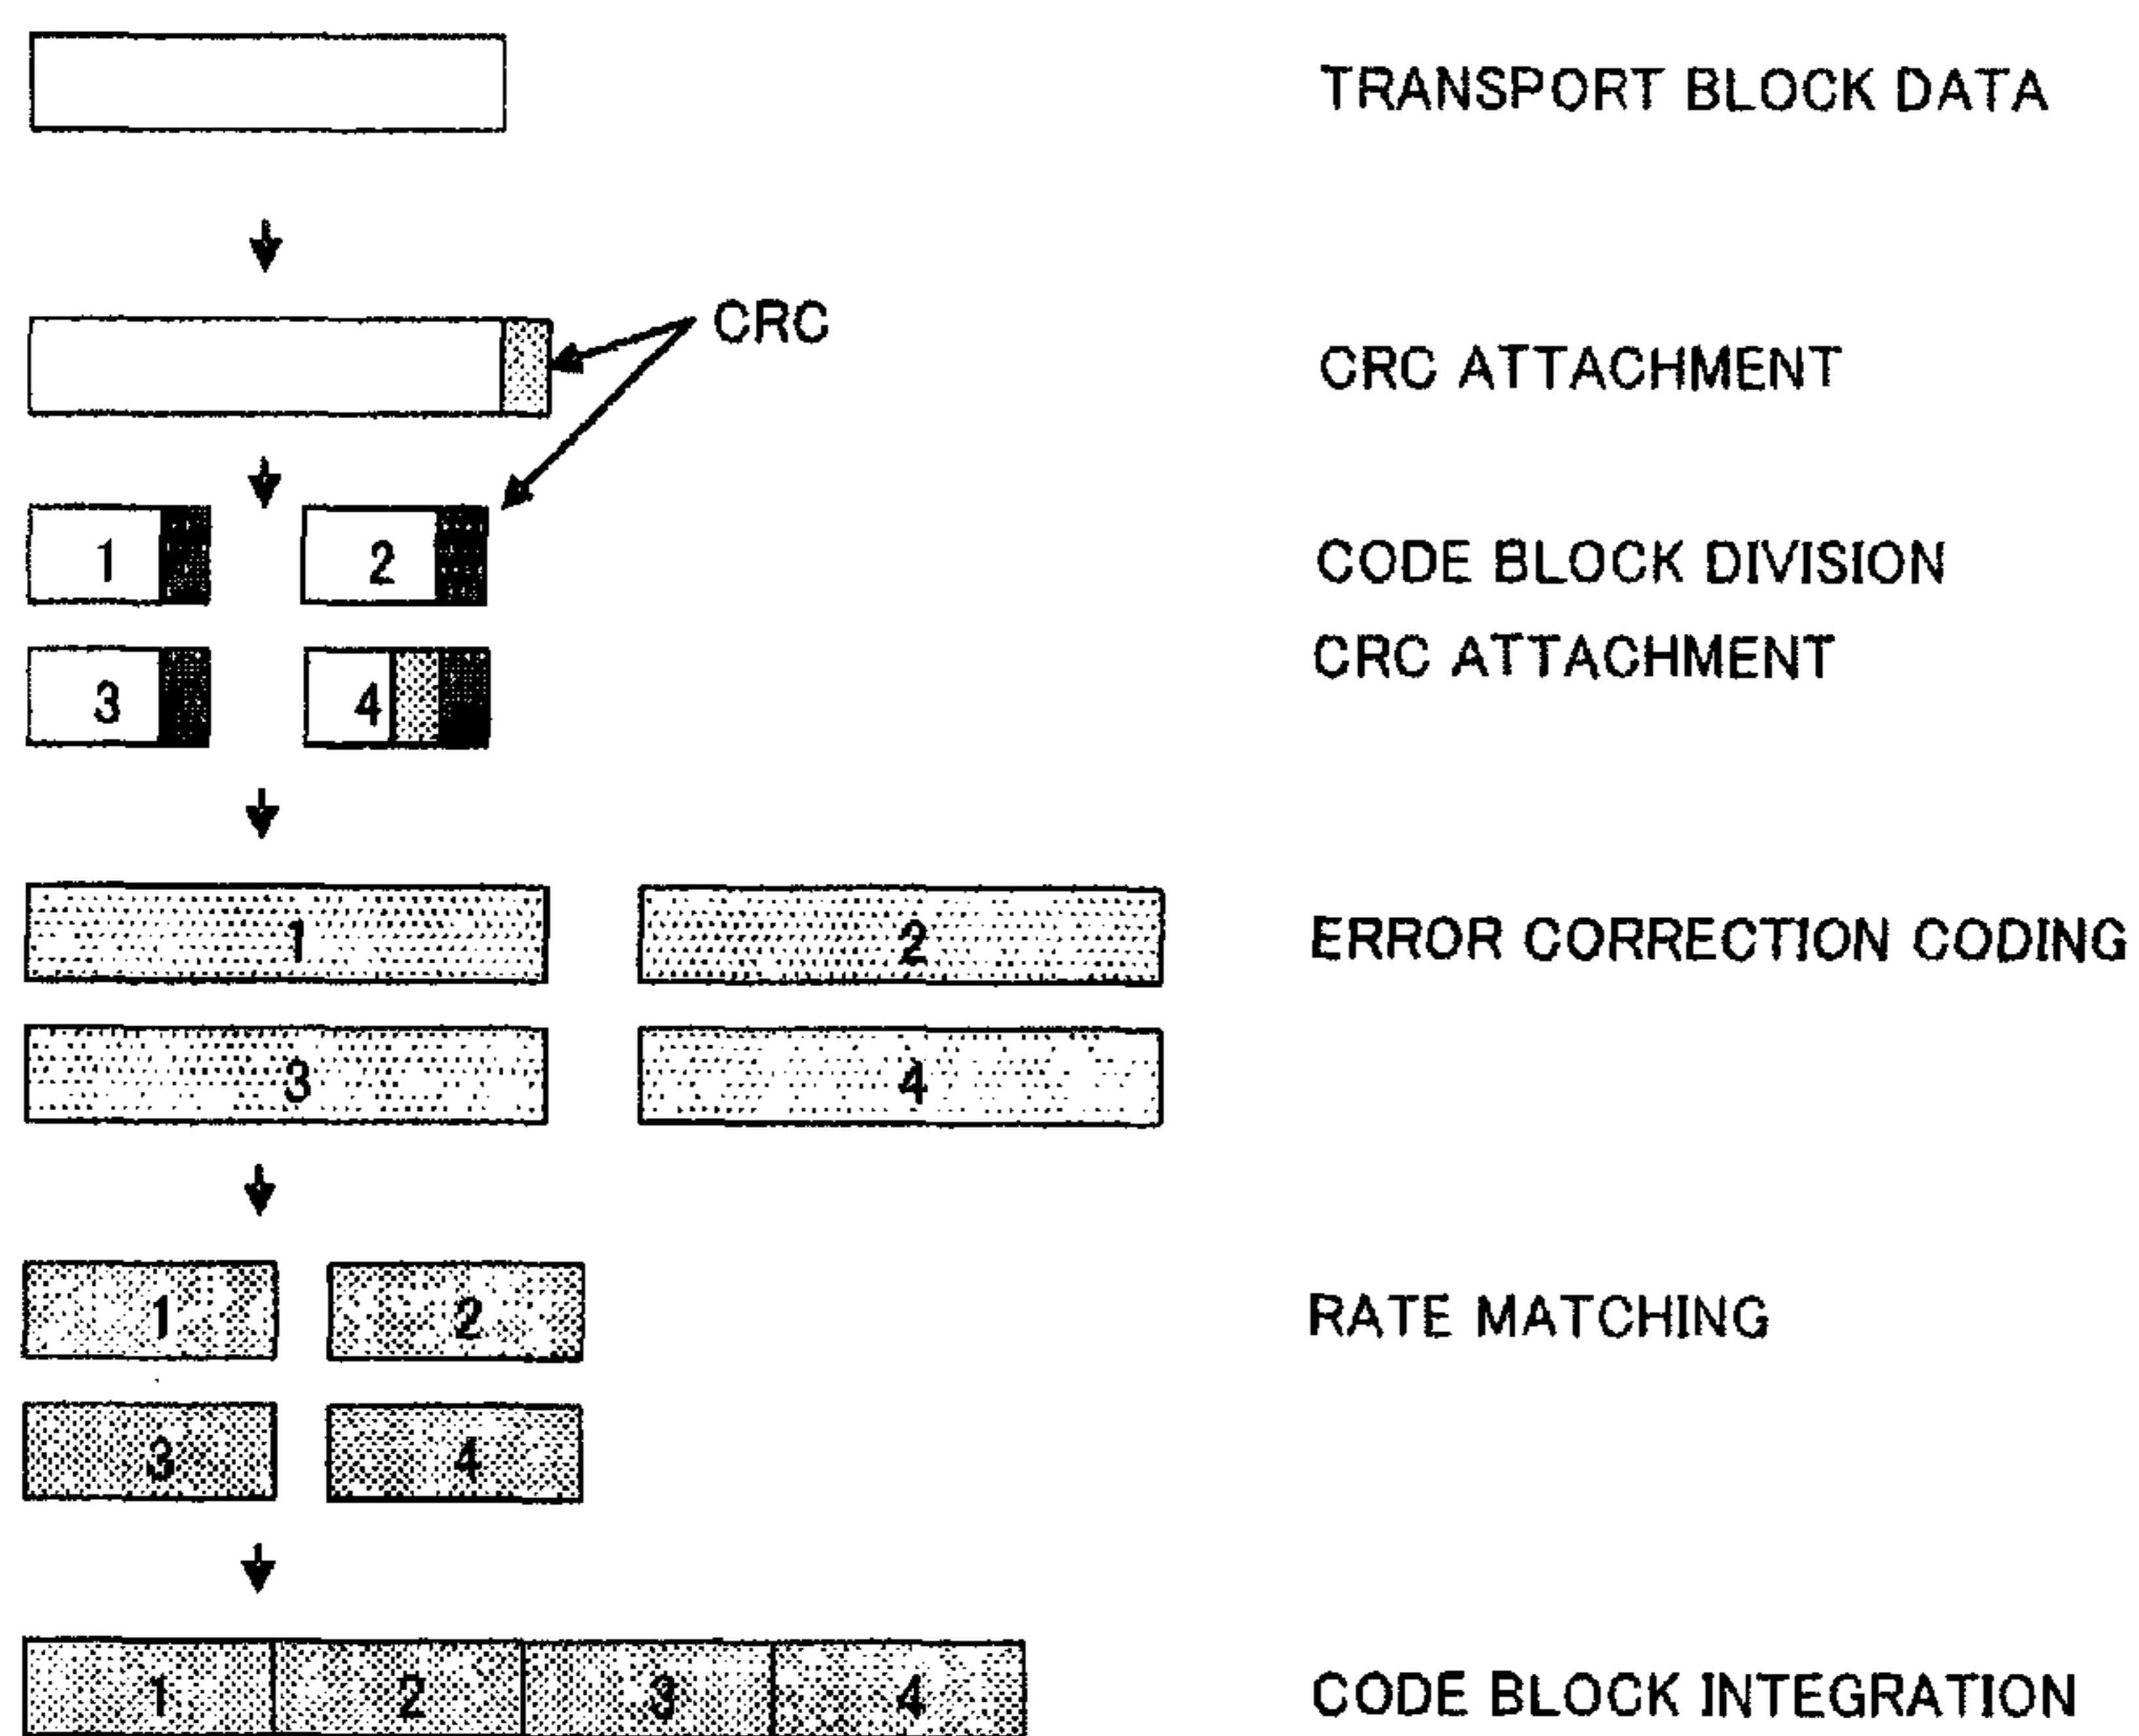 TRANSPORT BLOCK DATA
CRC
CRC ATTACHMENT
1 2
CODE BLOCK DIVISION
3 4
CRC ATTACHMENT
1 2
ERROR CORRECTION CODING
3 4
1 2
RATE MATCHING
3 4
1 2 3 4
CODE BLOCK INTEGRATION